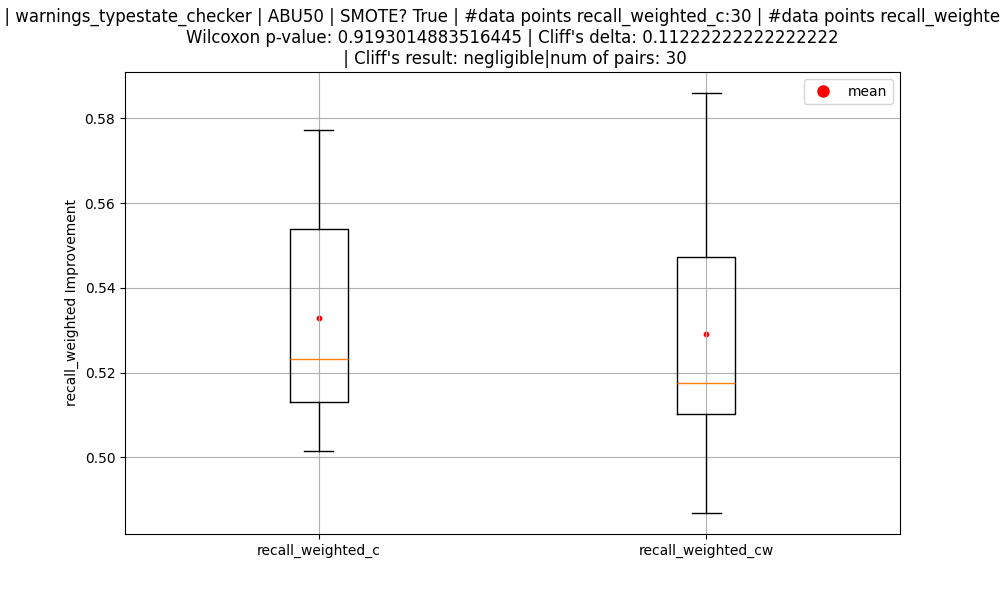 | warnings_typestate_checker | ABU50 | SMOTE? True | #data points recall_weighted_c:30 | #data points recall_weighte
Wilcoxon p-value: 0.9193014883516445 | Cliff's delta: 0.11222222222222222
| Cliff's result: negligible|num of pairs: 30
mean
0.58
0.56
0.54
0.52
0.50
recall_weighted Improvement
recall_weighted_c
recall_weighted_cw